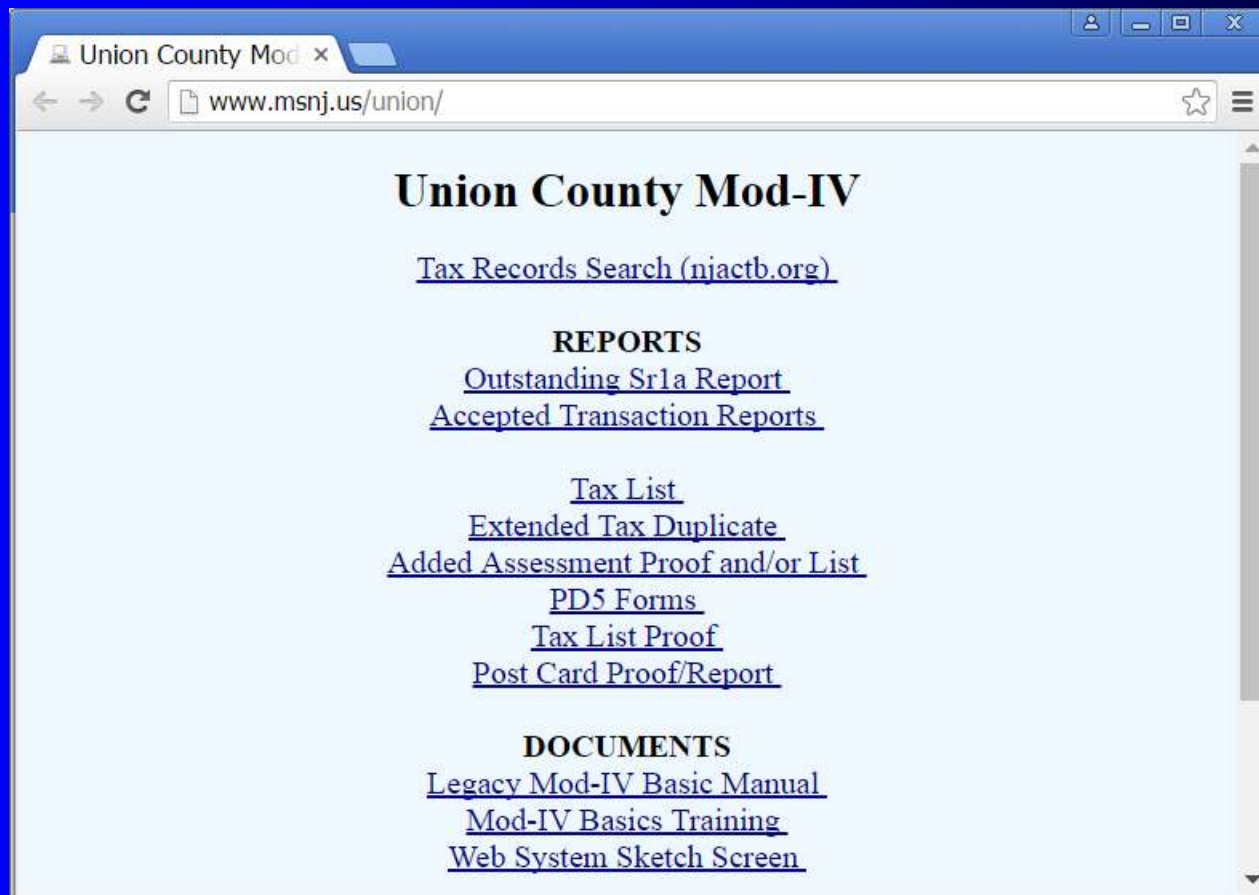 Union County Mod
www.msnj.us/union/
Union County Mod-IV
Tax Records Search (njactb.org)
REPORTS
Outstanding Sr1a Report
Accepted Transaction Reports
Tax List
Extended Tax Duplicate
Added Assessment Proof and/or List
PD5 Forms
Tax List Proof
Post Card Proof/Report
DOCUMENTS
Legacy Mod-IV Basic Manual
Mod-IV Basics Training
Web System Sketch Screen